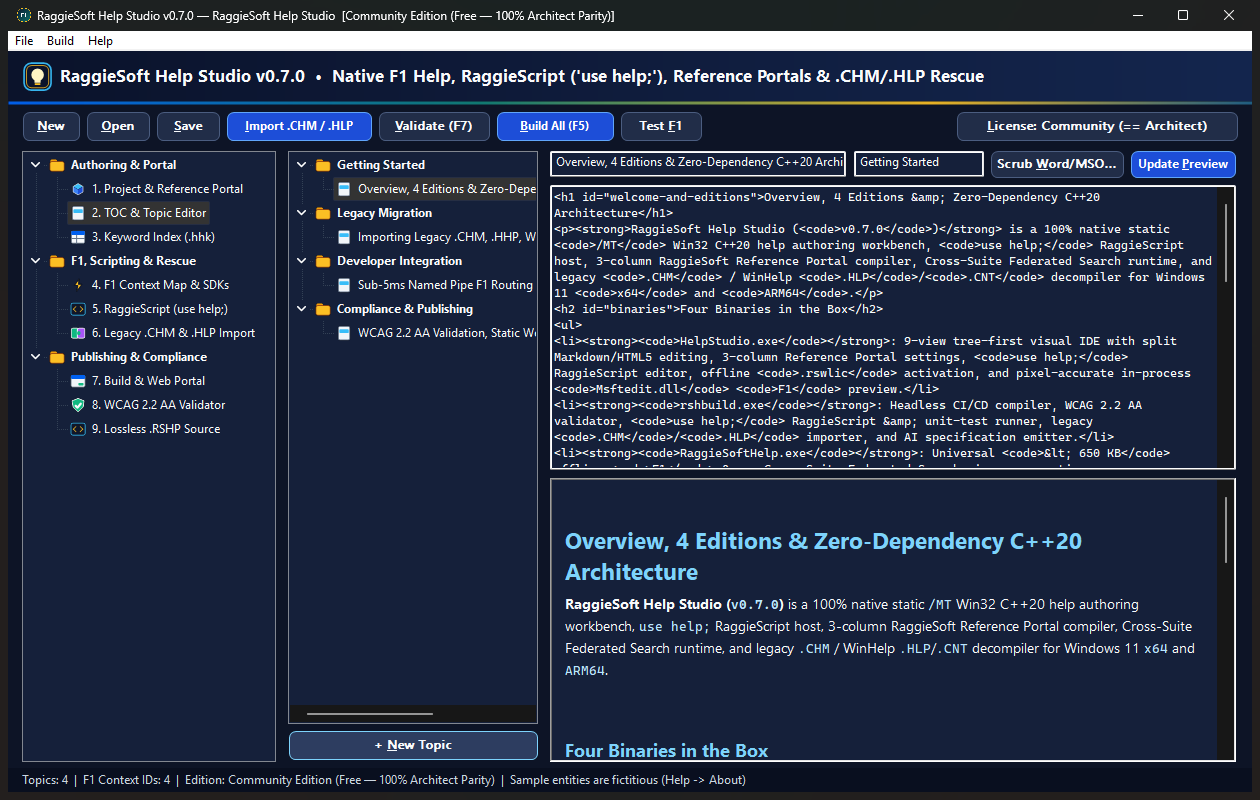 RaggieSoft Help Studio v0.7.0 — RaggieSoft Help Studio  [Community Edition (Free — 100% Architect Parity)]
File Build Help
RaggieSoft Help Studio v0.7.0 • Native F1 Help, RaggieScript ('use help;'), Reference Portals & .CHM/.HLP Rescue
New Open Save Import .CHM / .HLP Validate (F7) Build All (F5) Test F1 License: Community (== Architect)
Authoring & Portal
1. Project & Reference Portal
2. TOC & Topic Editor
3. Keyword Index (.hhk)
F1, Scripting & Rescue
4. F1 Context Map & SDKs
5. RaggieScript (use help;)
6. Legacy .CHM & .HLP Import
Publishing & Compliance
7. Build & Web Portal
8. WCAG 2.2 AA Validator
9. Lossless .RSHP Source
Getting Started
Overview, 4 Editions & Zero-Depe
Legacy Migration
Importing Legacy .CHM, .HHP, W
Developer Integration
Sub-5ms Named Pipe F1 Routing
Compliance & Publishing
WCAG 2.2 AA Validation, Static We
+ New Topic
Overview, 4 Editions & Zero-Dependency C++20 Archi
Getting Started
Scrub Word/MSO...
Update Preview
<h1 id="welcome-and-editions">Overview, 4 Editions &amp; Zero-Dependency C++20
Architecture</h1>
<p><strong>RaggieSoft Help Studio (<code>v0.7.0</code>)</strong> is a 100% native static
<code>/MT</code> Win32 C++20 help authoring workbench, <code>use help;</code> RaggieScript
host, 3-column RaggieSoft Reference Portal compiler, Cross-Suite Federated Search runtime, and
legacy <code>.CHM</code> / WinHelp <code>.HLP</code>/<code>.CNT</code> decompiler for Windows
11 <code>x64</code> and <code>ARM64</code>.</p>
<h2 id="binaries">Four Binaries in the Box</h2>
<ul>
<li><strong><code>HelpStudio.exe</code></strong>: 9-view tree-first visual IDE with split
Markdown/HTML5 editing, 3-column Reference Portal settings, <code>use help;</code>
RaggieScript editor, offline <code>.rswlic</code> activation, and pixel-accurate in-process
<code>Msftedit.dll</code> <code>F1</code> preview.</li>
<li><strong><code>rshbuild.exe</code></strong>: Headless CI/CD compiler, WCAG 2.2 AA
validator, <code>use help;</code> RaggieScript &amp; unit-test runner, legacy
<code>.CHM</code>/<code>.HLP</code> importer, and AI specification emitter.</li>
<li><strong><code>RaggieSoftHelp.exe</code></strong>: Universal <code>&lt; 650 KB</code>
Overview, 4 Editions & Zero-Dependency C++20
Architecture
RaggieSoft Help Studio (v0.7.0) is a 100% native static /MT Win32 C++20 help authoring
workbench, use help; RaggieScript host, 3-column RaggieSoft Reference Portal compiler, Cross-Suite
Federated Search runtime, and legacy .CHM / WinHelp .HLP/.CNT decompiler for Windows 11 x64 and
ARM64.
Four Binaries in the Box
Topics: 4 | F1 Context IDs: 4 | Edition: Community Edition (Free — 100% Architect Parity) | Sample entities are fictitious (Help -> About)